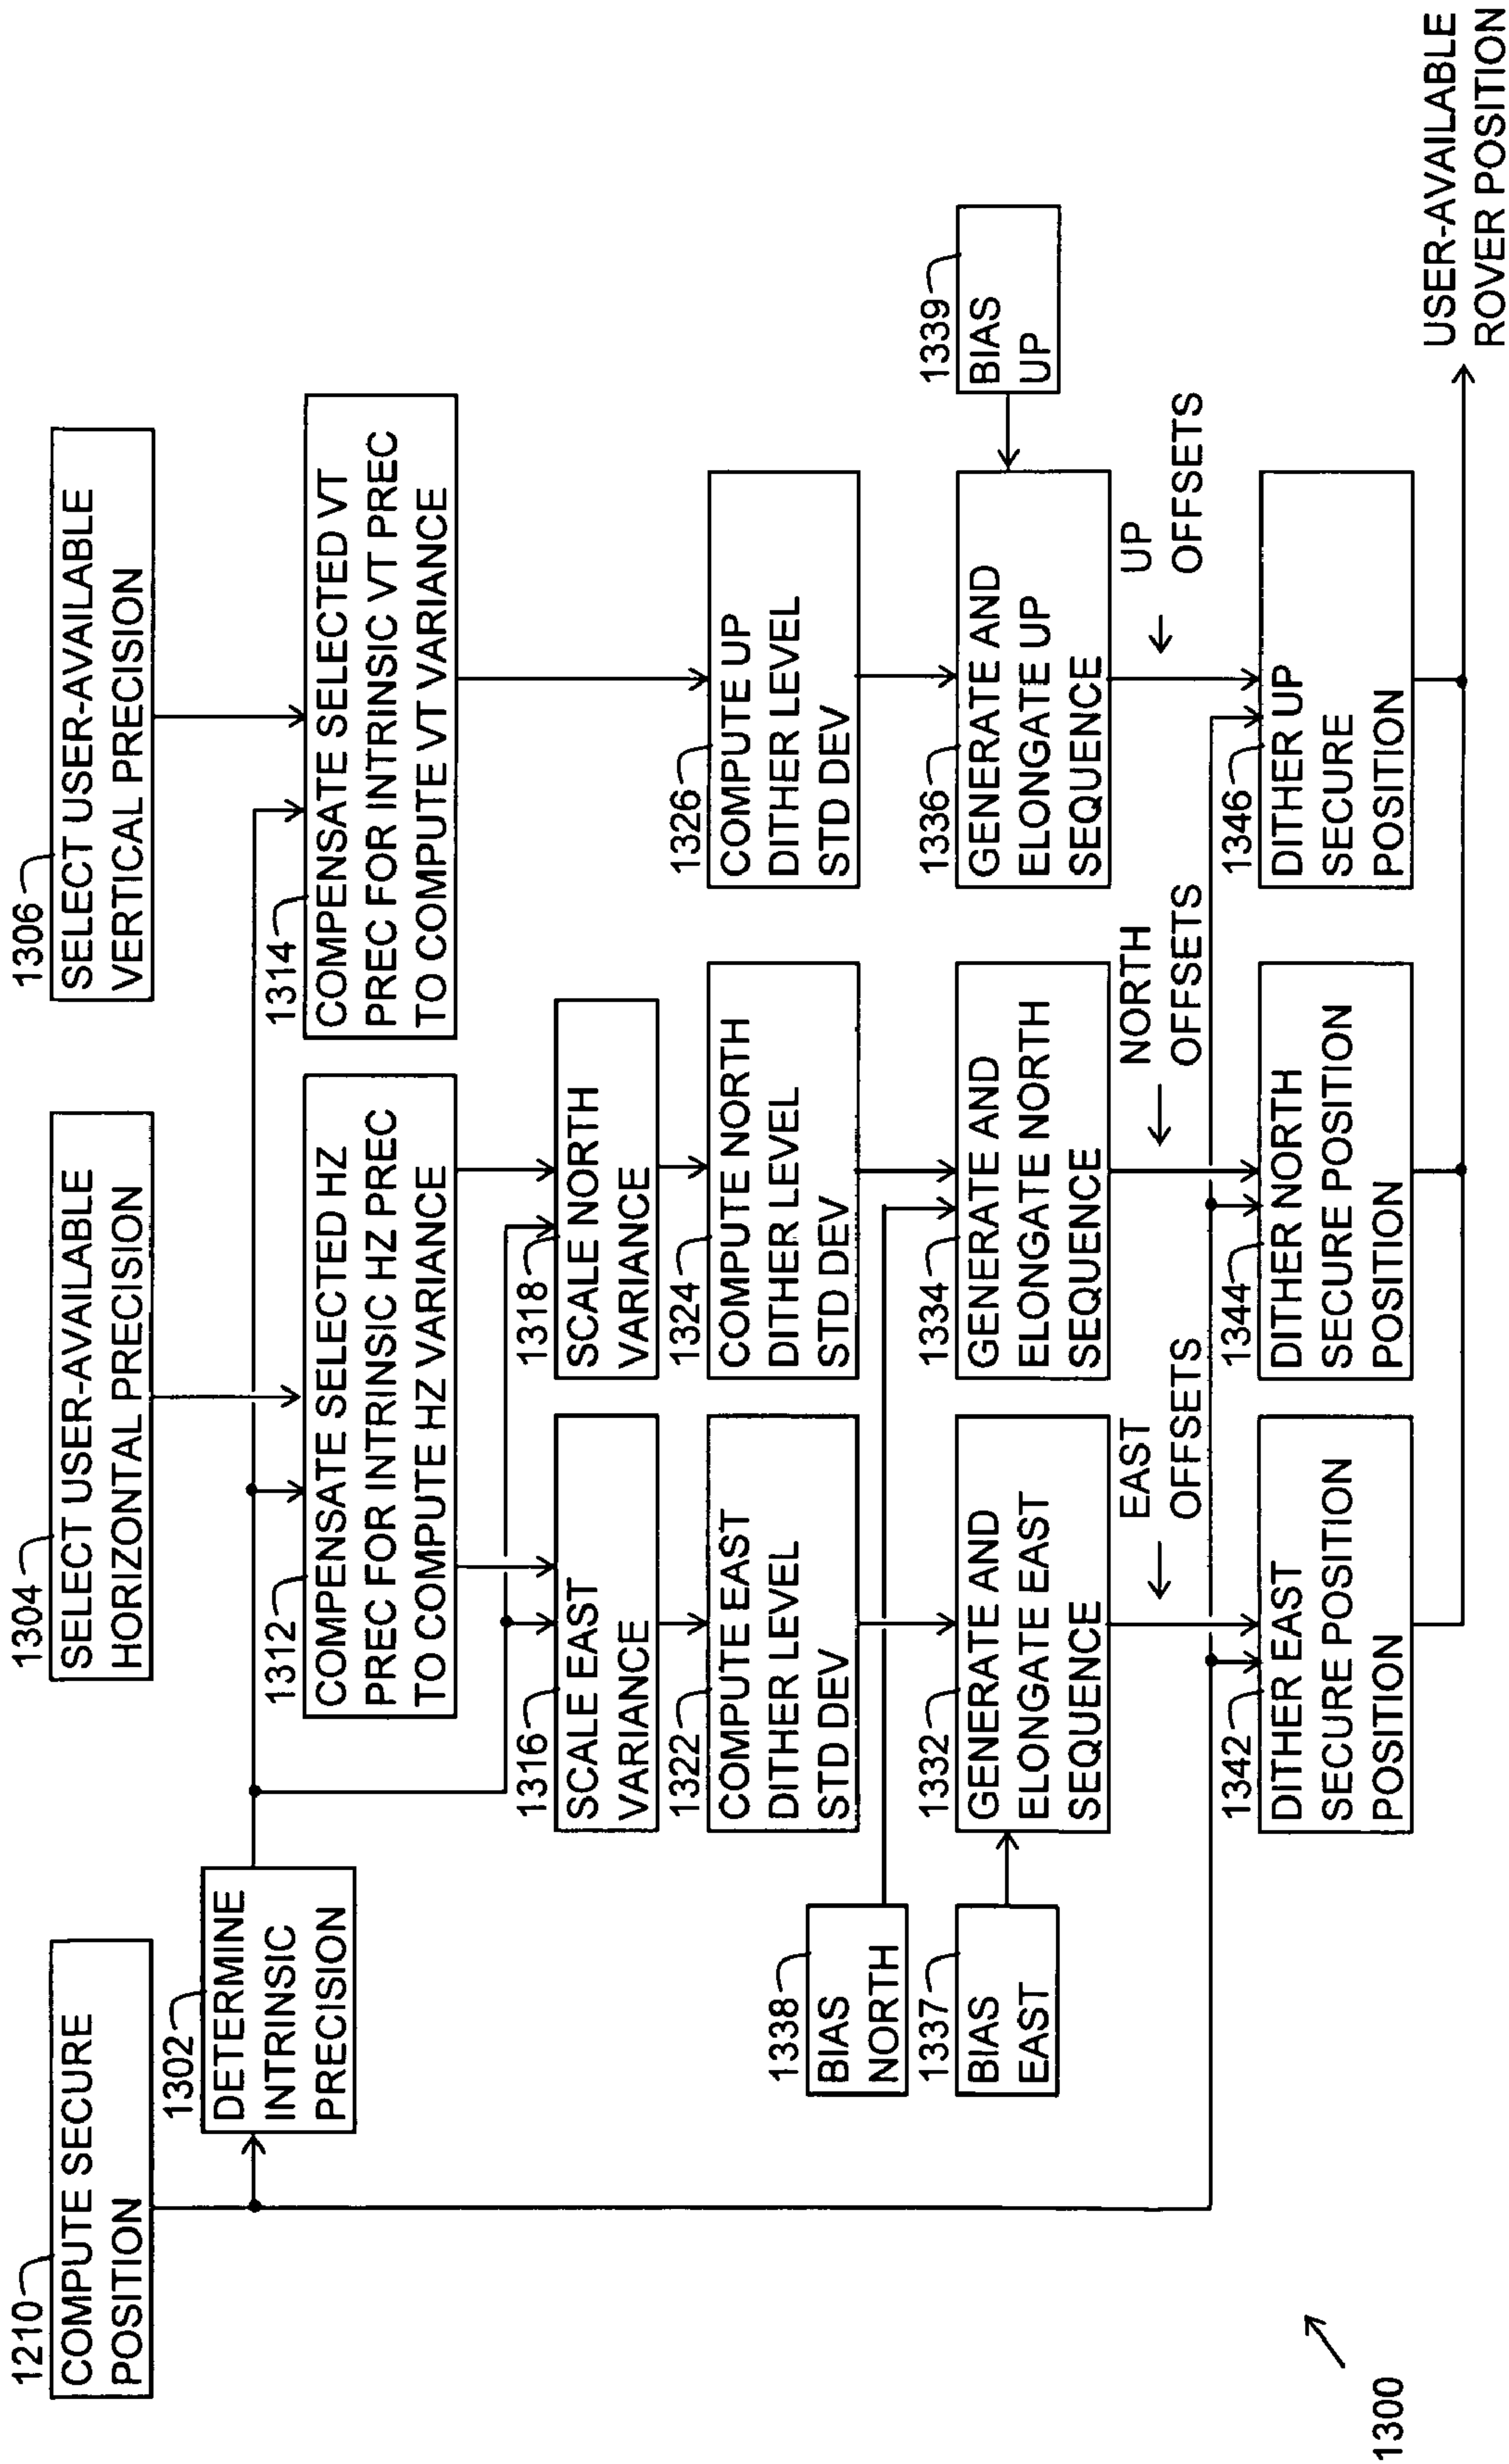 1210
COMPUTE SECURE
POSITION
1304
SELECT USER-AVAILABLE
HORIZONTAL PRECISION
1306
SELECT USER-AVAILABLE
VERTICAL PRECISION
1302
DETERMINE
INTRINSIC
PRECISION
1312
COMPENSATE SELECTED HZ
PREC FOR INTRINSIC HZ PREC
TO COMPUTE HZ VARIANCE
1314
COMPENSATE SELECTED VT
PREC FOR INTRINSIC VT PREC
TO COMPUTE VT VARIANCE
1316
SCALE EAST
VARIANCE
1318
SCALE NORTH
VARIANCE
1322
COMPUTE EAST
DITHER LEVEL
STD DEV
1324
COMPUTE NORTH
DITHER LEVEL
STD DEV
1326
COMPUTE UP
DITHER LEVEL
STD DEV
1338
BIAS
NORTH
1337
BIAS
EAST
1332
GENERATE AND
ELONGATE EAST
SEQUENCE
1334
GENERATE AND
ELONGATE NORTH
SEQUENCE
1336
GENERATE AND
ELONGATE UP
SEQUENCE
1339
BIAS
UP
EAST
OFFSETS
NORTH
OFFSETS
UP
OFFSETS
1342
DITHER EAST
SECURE POSITION
POSITION
1344
DITHER NORTH
SECURE POSITION
POSITION
1346
DITHER UP
SECURE
POSITION
USER-AVAILABLE
ROVER POSITION
1300